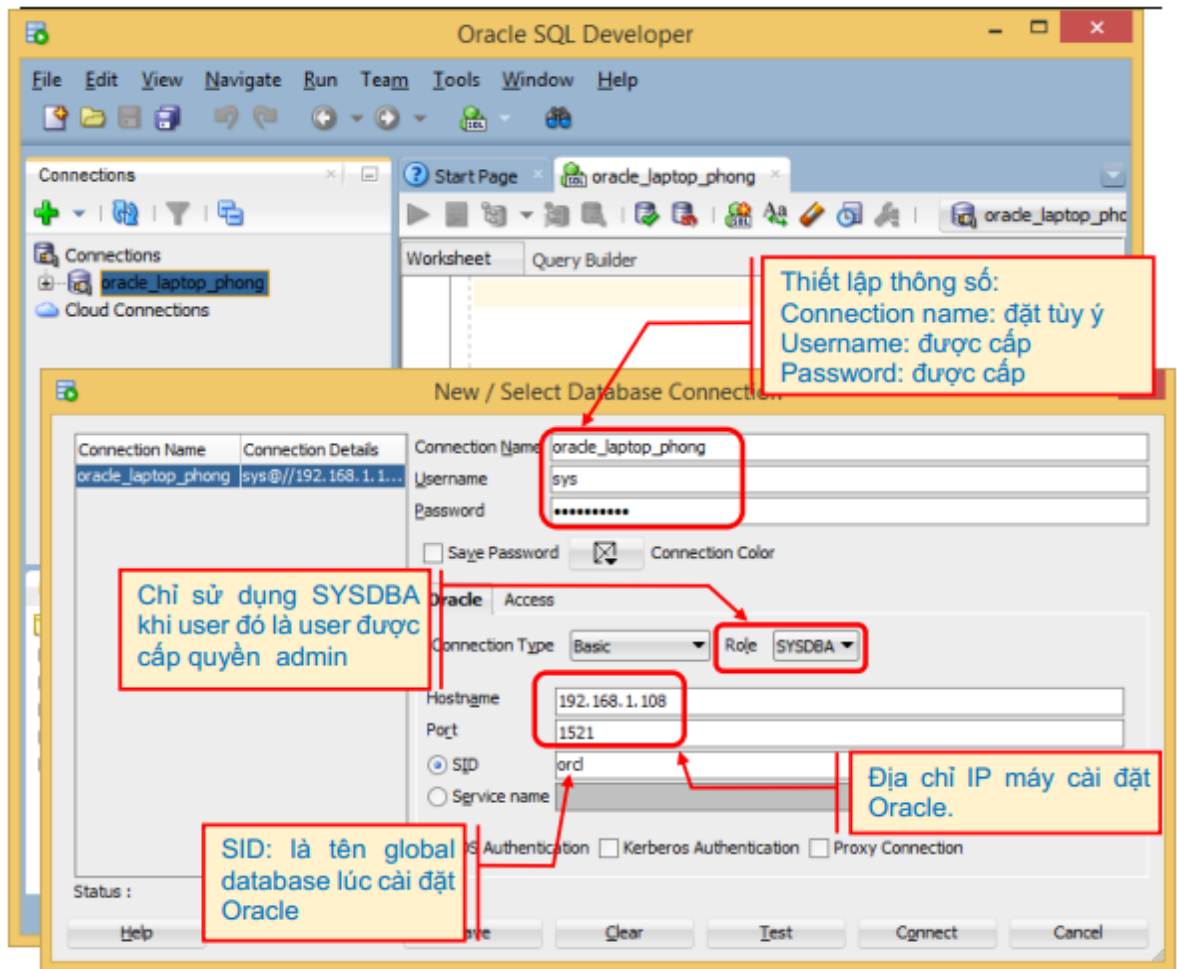 Oracle SQL Developer
File Edit View Navigate Run Team Tools Window Help
Connections
Start Page
oracle_laptop_phong
oracle_laptop_pho
Connections
oracle_laptop_phong
Cloud Connections
Worksheet Query Builder
Thiết lập thông số:
Connection name: đặt tùy ý
Username: được cấp
Password: được cấp
New / Select Database Connection
Connection Name Connection Details
oracle_laptop_phong sys@//192.168.1.1...
Connection Name oracle_laptop_phong
Username sys
Password ••••••••••
Save Password Connection Color
Chỉ sử dụng SYSDBA
khi user đó là user được
cấp quyền admin
Oracle Access
Connection Type Basic Role SYSDBA
Hostname 192.168.1.108
Port 1521
SID orcl
Service name
Địa chỉ IP máy cài đặt
Oracle.
SID: là tên global
database lúc cài đặt
Oracle
OS Authentication Kerberos Authentication Proxy Connection
Status :
Help Clear Test Connect Cancel